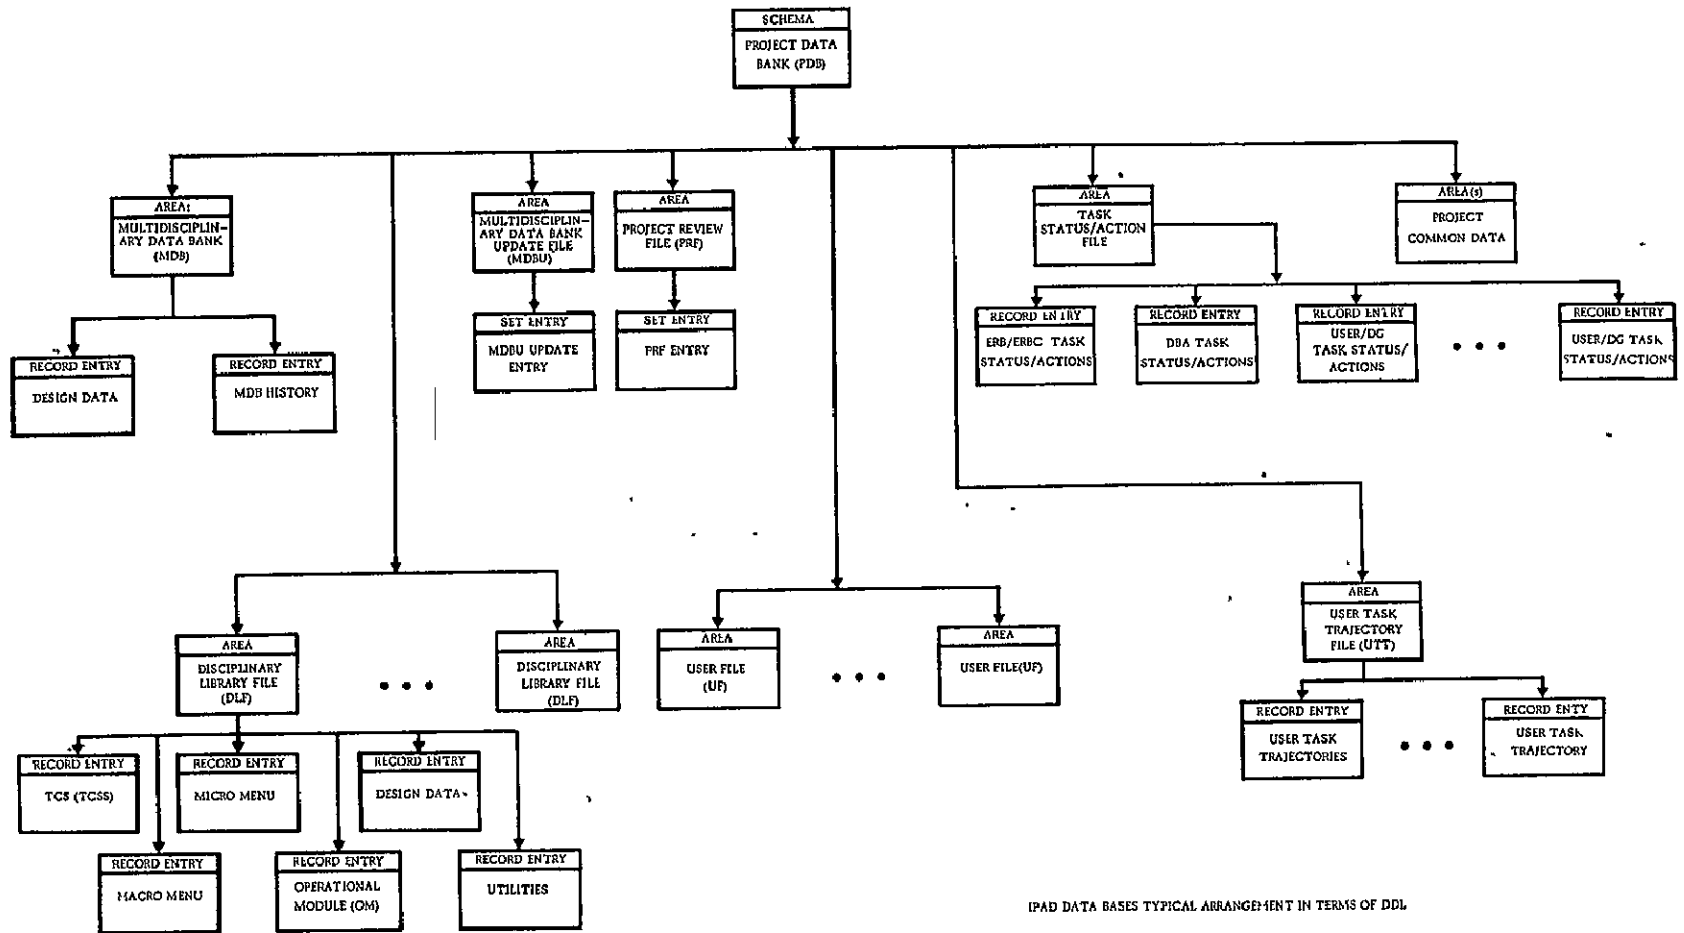 SCHEMA
PROJECT DATA
BANK (PDB)
AREA:
MULTIDISCIPLIN-
ARY DATA BANK
(MDB)
AREA
MULTIDISCIPLIN-
ARY DATA BANK
UPDATE FILE
(MDBU)
AREA
PROJECT REVIEW
FILE (PRF)
AREA
TASK
STATUS/ACTION
FILE
AREA(s)
PROJECT
COMMON DATA
RECORD ENTRY
DESIGN DATA
RECORD ENTRY
MDB HISTORY
SET ENTRY
MDBU UPDATE
ENTRY
SET ENTRY
PRF ENTRY
RECORD ENTRY
ERB/ERBC TASK
STATUS/ACTIONS
RECORD ENTRY
DBA TASK
STATUS/ACTIONS
RECORD ENTRY
USER/DG
TASK STATUS/
ACTIONS
• • •
RECORD ENTRY
USER/DG TASK
STATUS/ACTIONS
AREA
DISCIPLINARY
LIBRARY FILE
(DLF)
• • •
AREA
DISCIPLINARY
LIBRARY FILE
(DLF)
AREA
USER FILE
(UF)
• • •
AREA
USER FILE(UF)
AREA
USER TASK
TRAJECTORY
FILE (UTT)
RECORD ENTRY
USER TASK
TRAJECTORIES
• • •
RECORD ENTY
USER TASK
TRAJECTORY
RECORD ENTRY
TCS (TCSS)
RECORD ENTRY
MICRO MENU
RECORD ENTRY
DESIGN DATA
RECORD ENTRY
MACRO MENU
RECORD ENTRY
OPERATIONAL
MODULE (OM)
RECORD ENTRY
UTILITIES
IPAD DATA BASES TYPICAL ARRANGEMENT IN TERMS OF DDL